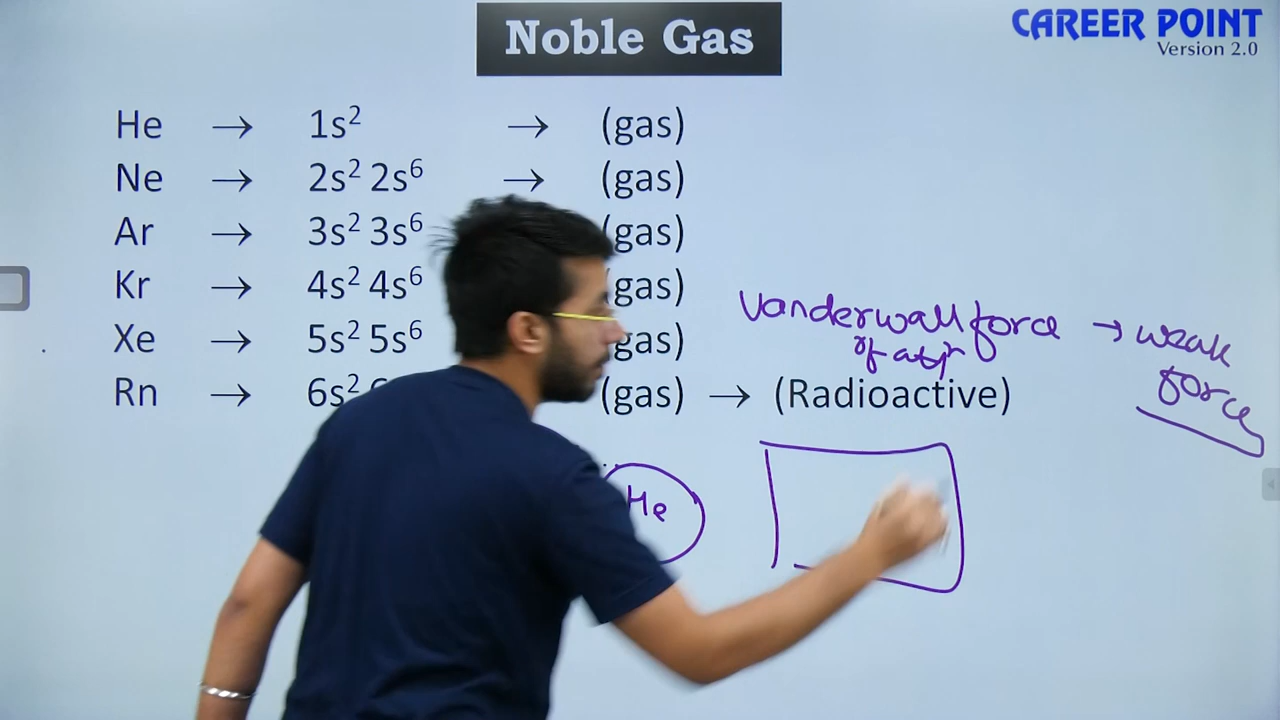 Noble Gas
CAREER POINT
Version 2.0
He → 1s² → (gas)
Ne → 2s² 2s⁶ → (gas)
Ar → 3s² 3s⁶ (gas)
Kr → 4s² 4s⁶ (gas)
Xe → 5s² 5s⁶ (gas)
Rn → 6s² (gas) → (Radioactive)
Vanderwall force → weak force
of attrⁿ
He